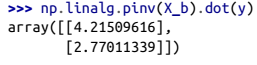 >>> np.linalg.pinv(X_b).dot(y)
array([[4.21509616],
       [2.77011339]])